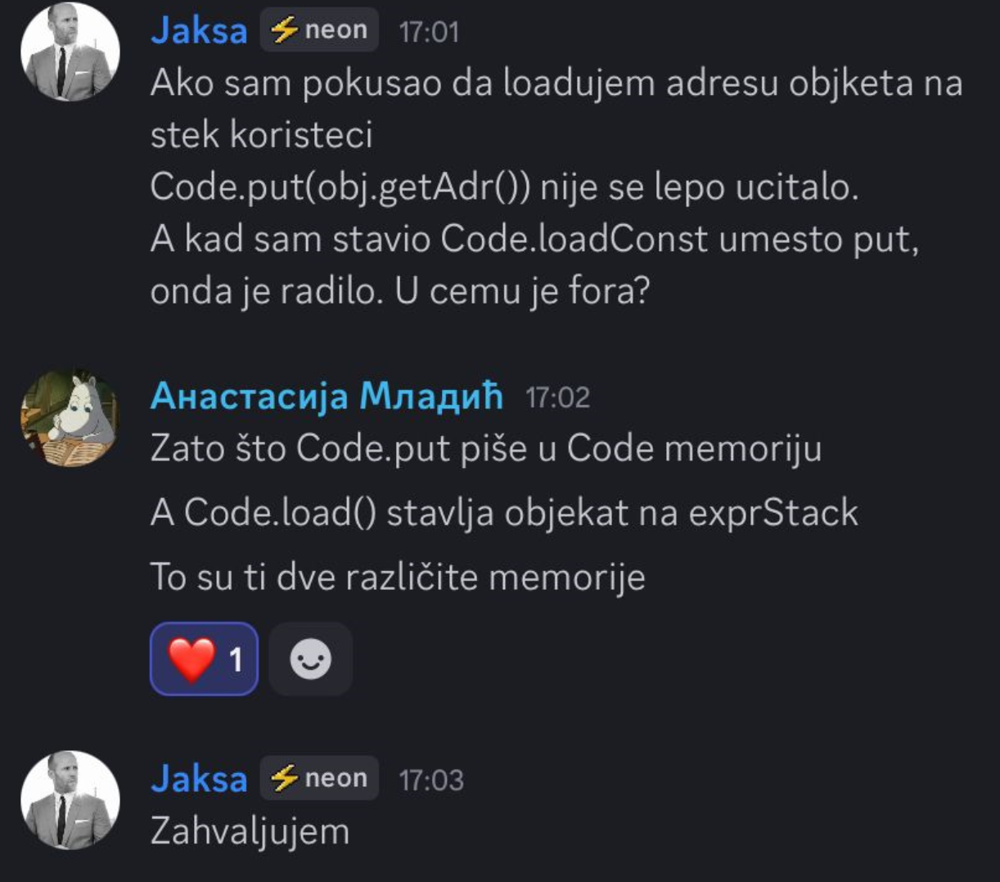 Jaksa ⚡ neon 17:01
Ako sam pokusao da loadujem adresu objketa na
stek koristeci
Code.put(obj.getAdr()) nije se lepo ucitalo.
A kad sam stavio Code.loadConst umesto put,
onda je radilo. U cemu je fora?
Анастасија Младић 17:02
Zato što Code.put piše u Code memoriju
A Code.load() stavlja objekat na exprStack
To su ti dve različite memorije
❤️ 1
Jaksa ⚡ neon 17:03
Zahvaljujem